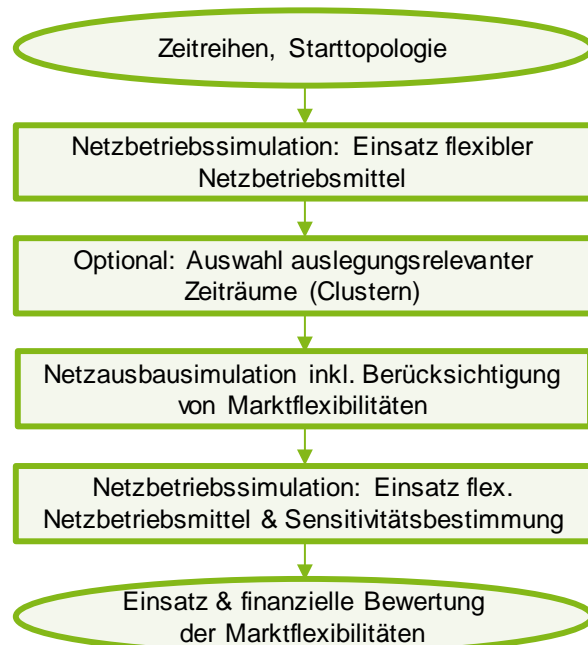 Zeitreihen, Starttopologie
Netzbetriebssimulation: Einsatz flexibler
Netzbetriebsmittel
Optional: Auswahl auslegungsrelevanter
Zeiträume (Clustern)
Netzausbausimulation inkl. Berücksichtigung
von Marktflexibilitäten
Netzbetriebssimulation: Einsatz flex.
Netzbetriebsmittel & Sensitivitätsbestimmung
Einsatz & finanzielle Bewertung
der Marktflexibilitäten